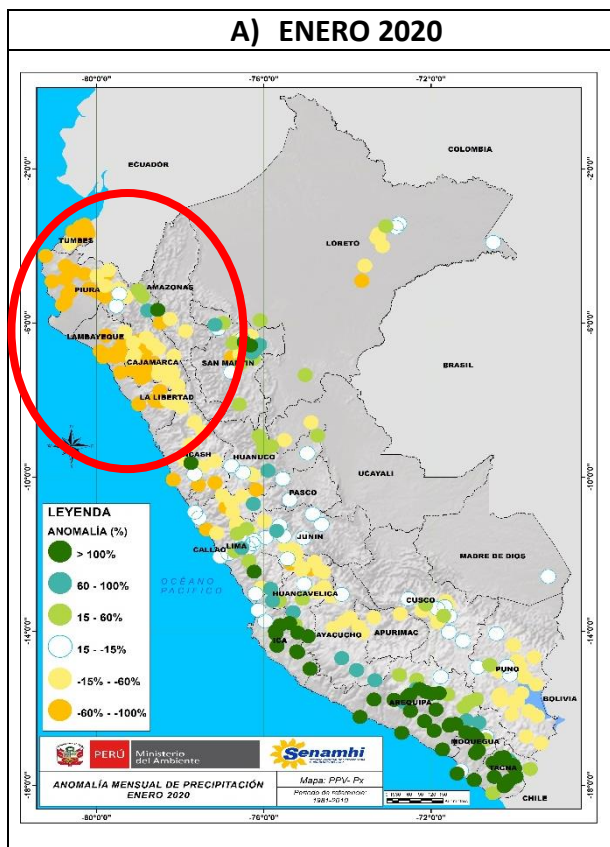 A) ENERO 2020
-80°0'0" -76°0'0" -72°0'0"
COLOMBIA
-2°0'0"
ECUADOR
TUMBES
LORETO
PIURA
AMAZONAS
-6°0'0"
LAMBAYEQUE
CAJAMARCA
SAN MARTIN
BRASIL
LA LIBERTAD
HUANUCO
-10°0'0"
UCAYALI
PASCO
LEYENDA
ANOMALÍA (%)
> 100%
60 - 100%
15 - 60%
15 - -15%
-15% - -60%
-60% - -100%
JUNIN
CALLAO
LIMA
MADRE DE DIOS
OCÉANO
PACIFICO
HUANCAVELICA
CUSCO
-14°0'0"
ICA
AYACUCHO
APURIMAC
PUNO
BOLIVIA
AREQUIPA
MOQUEGUA
TACNA
CHILE
PERÚ
Ministerio
del Ambiente
Senamhi
ANOMALÍA MENSUAL DE PRECIPITACIÓN
ENERO 2020
Mapa: PPV- Px
Periodo de referencia:
1981-2010
-18°0'0"